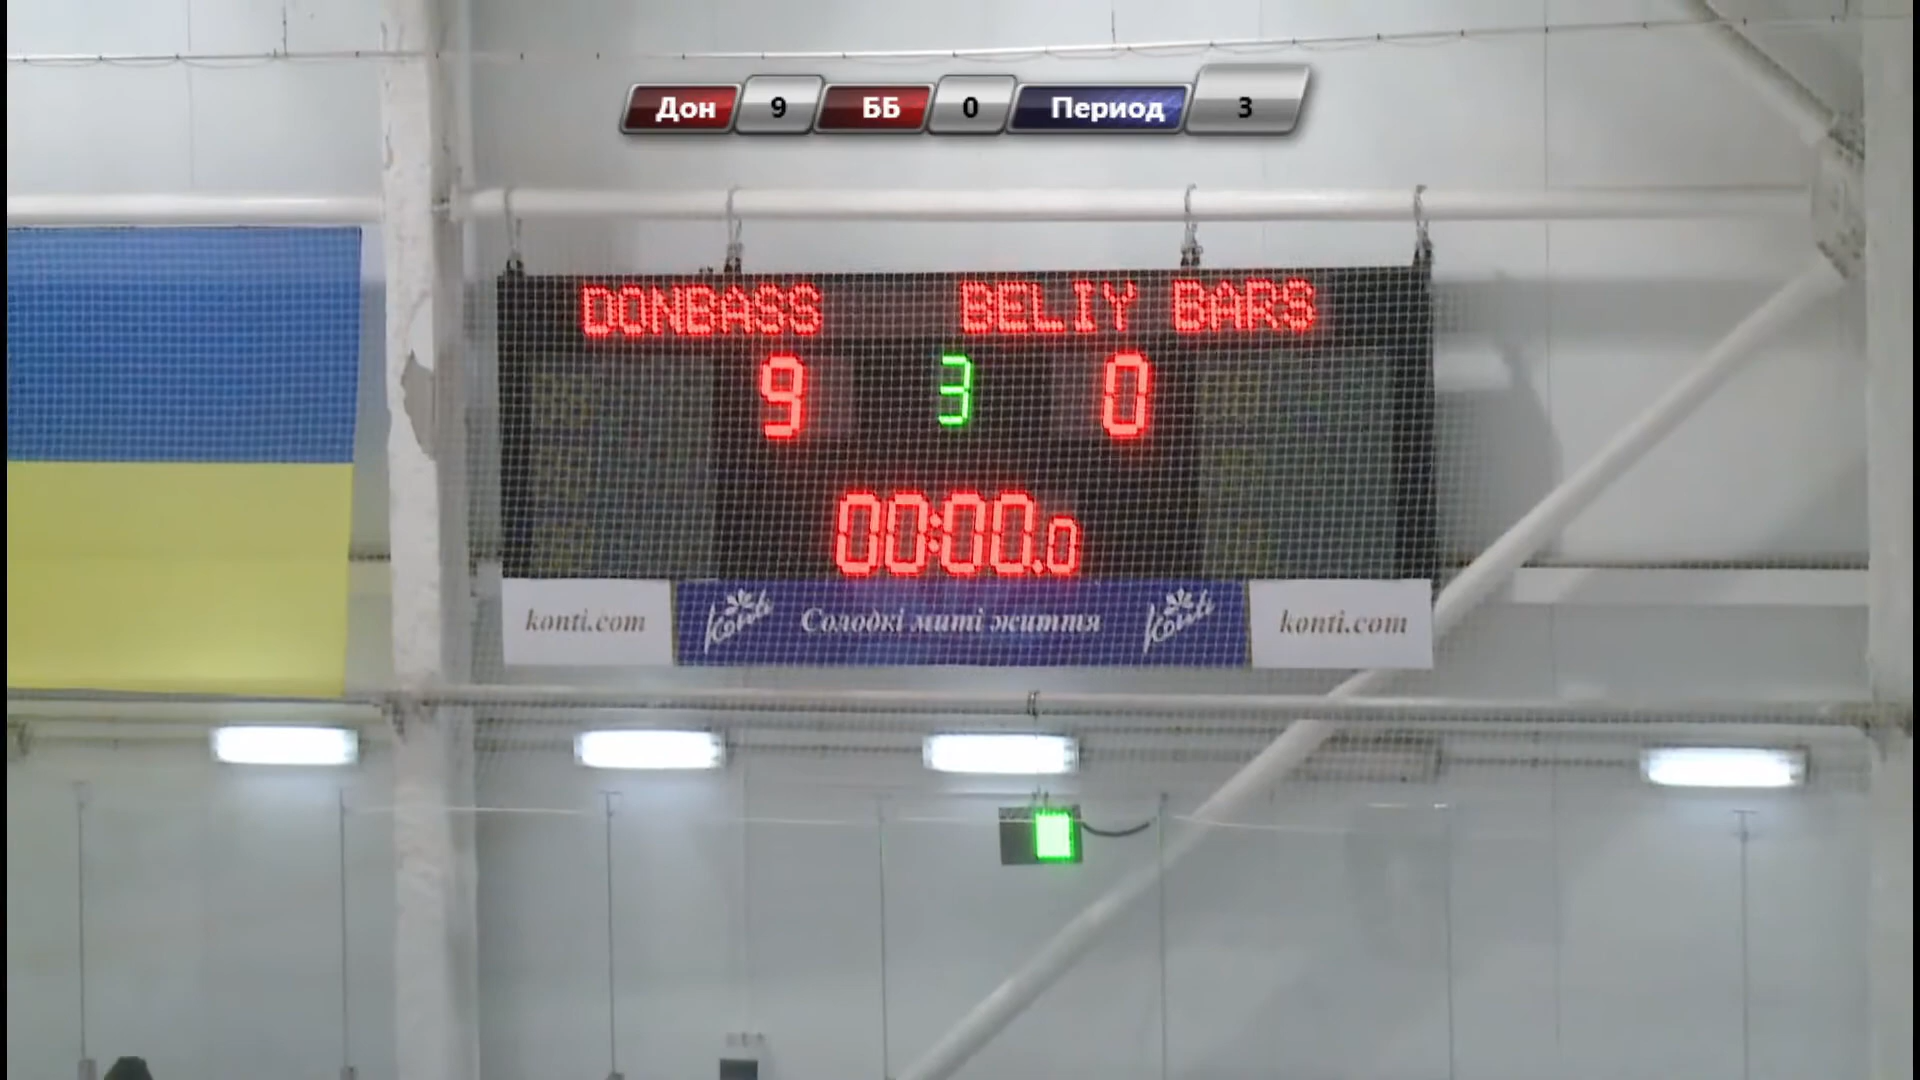 Дон 9 ББ 0 Период 3
DONBASS BELIY BARS
9 3 0
00:00.0
konti.com Konti Солодкі миті життя Konti konti.com